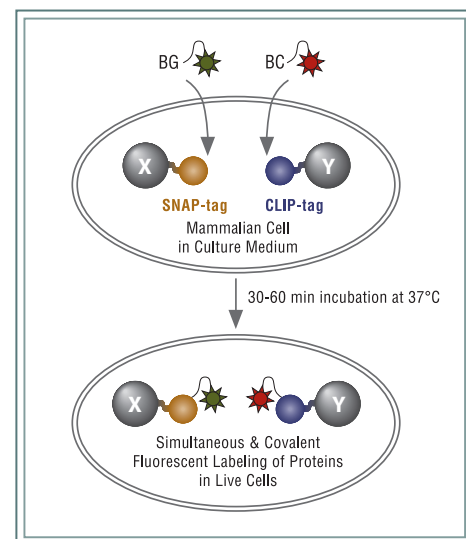 BG BC
X Y
SNAP-tag CLIP-tag
Mammalian Cell
in Culture Medium
30-60 min incubation at 37°C
X Y
Simultaneous & Covalent
Fluorescent Labeling of Proteins
in Live Cells